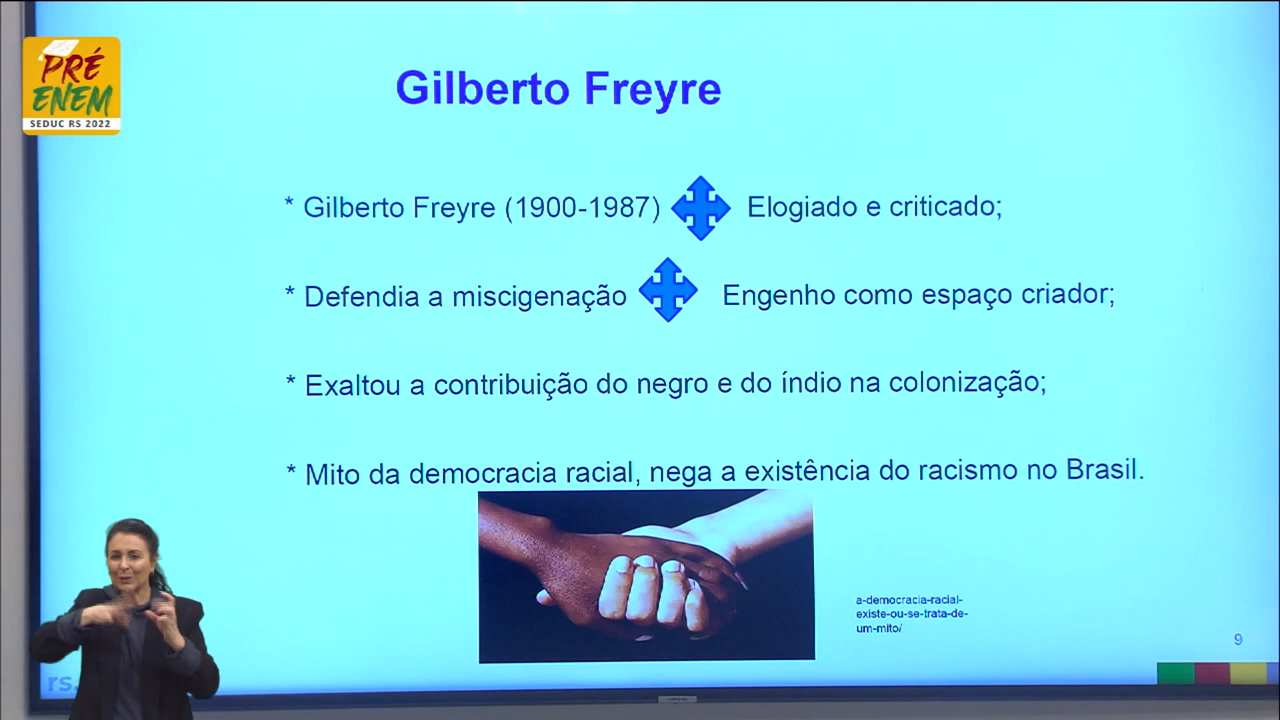 PRÉ
ENEM
SEDUC RS 2022
Gilberto Freyre
* Gilberto Freyre (1900-1987) Elogiado e criticado;
* Defendia a miscigenação Engenho como espaço criador;
* Exaltou a contribuição do negro e do índio na colonização;
* Mito da democracia racial, nega a existência do racismo no Brasil.
a-democracia-racial-
existe-ou-se-trata-de-
um-mito/
9
rs.